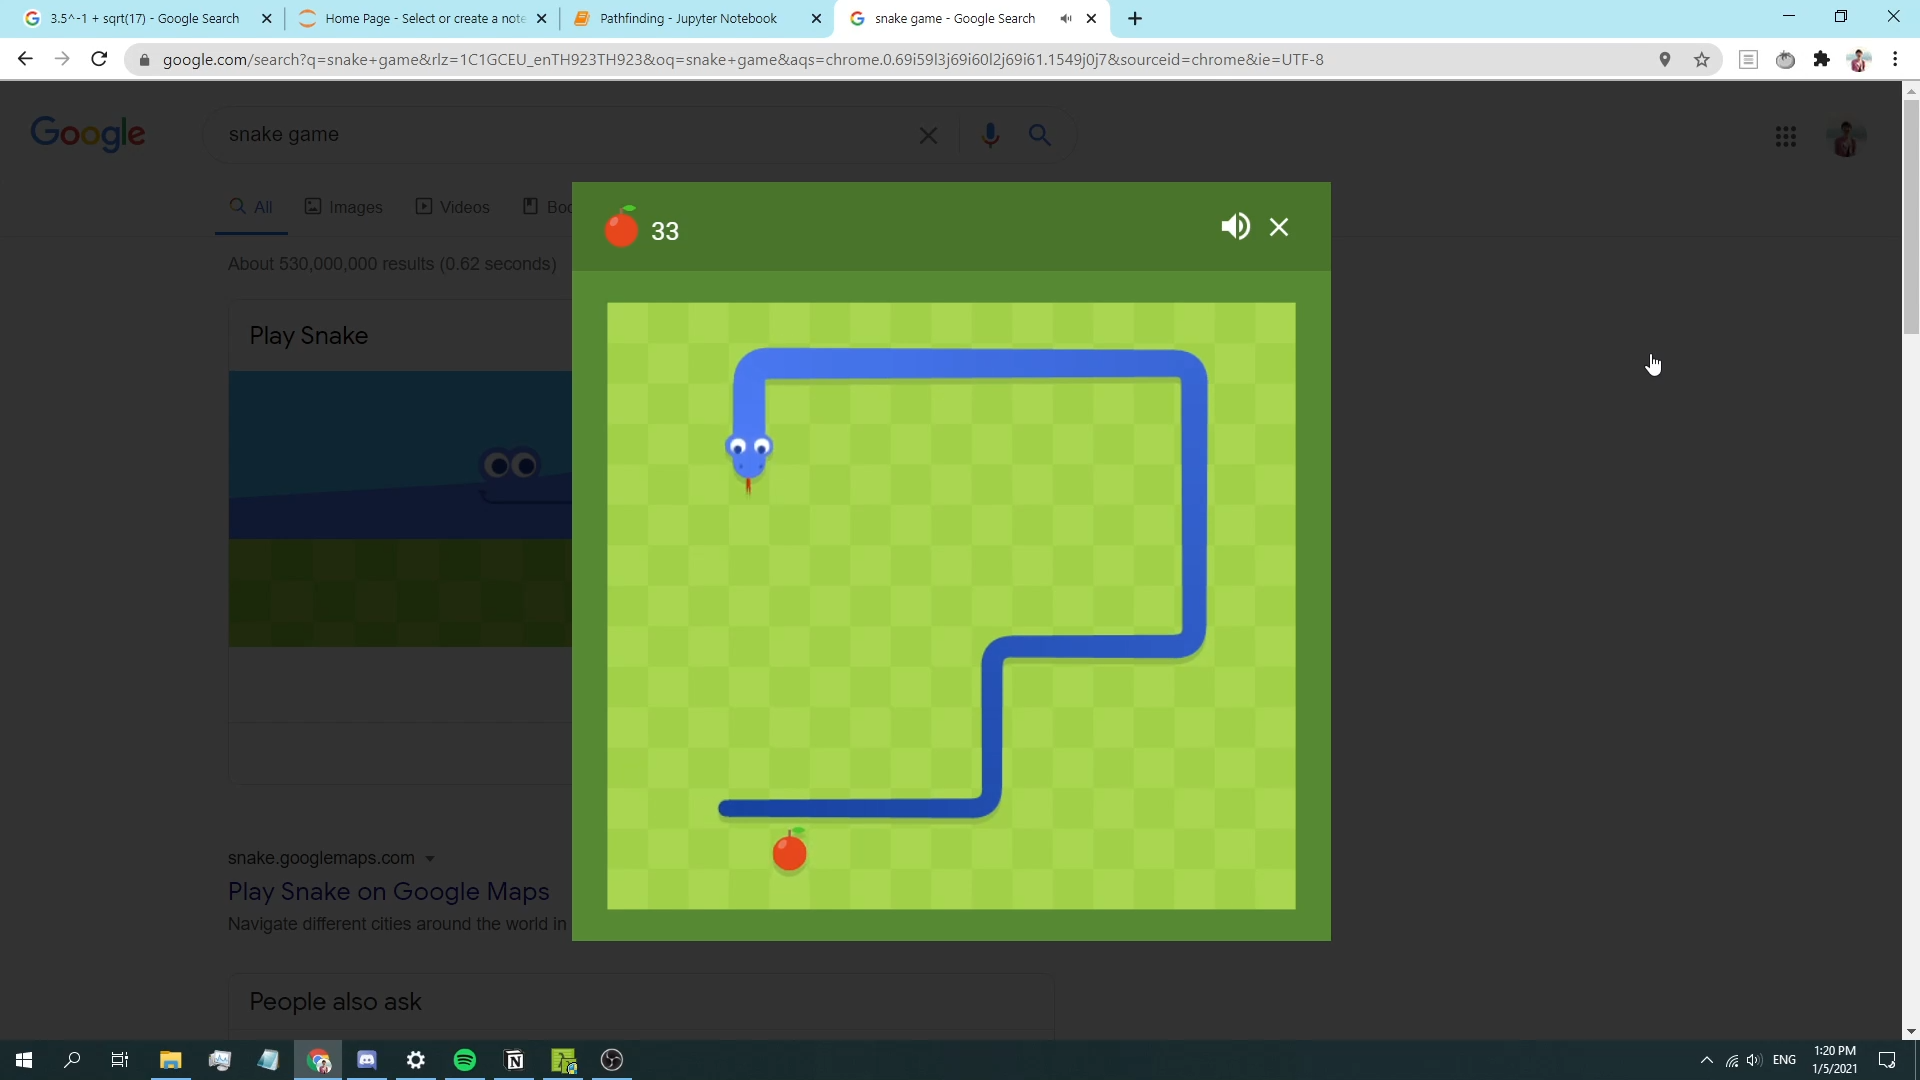 3.5^-1 + sqrt(17) - Google Search
Home Page - Select or create a note
Pathfinding - Jupyter Notebook
snake game - Google Search
google.com/search?q=snake+game&rlz=1C1GCEU_enTH923TH923&oq=snake+game&aqs=chrome.0.69i59l3j69i60l2j69i61.1549j0j7&sourceid=chrome&ie=UTF-8
Google
snake game
All
Images
Videos
Boo
33
About 530,000,000 results (0.62 seconds)
Play Snake
snake.googlemaps.com
Play Snake on Google Maps
Navigate different cities around the world in
People also ask
ENG
1:20 PM
1/5/2021